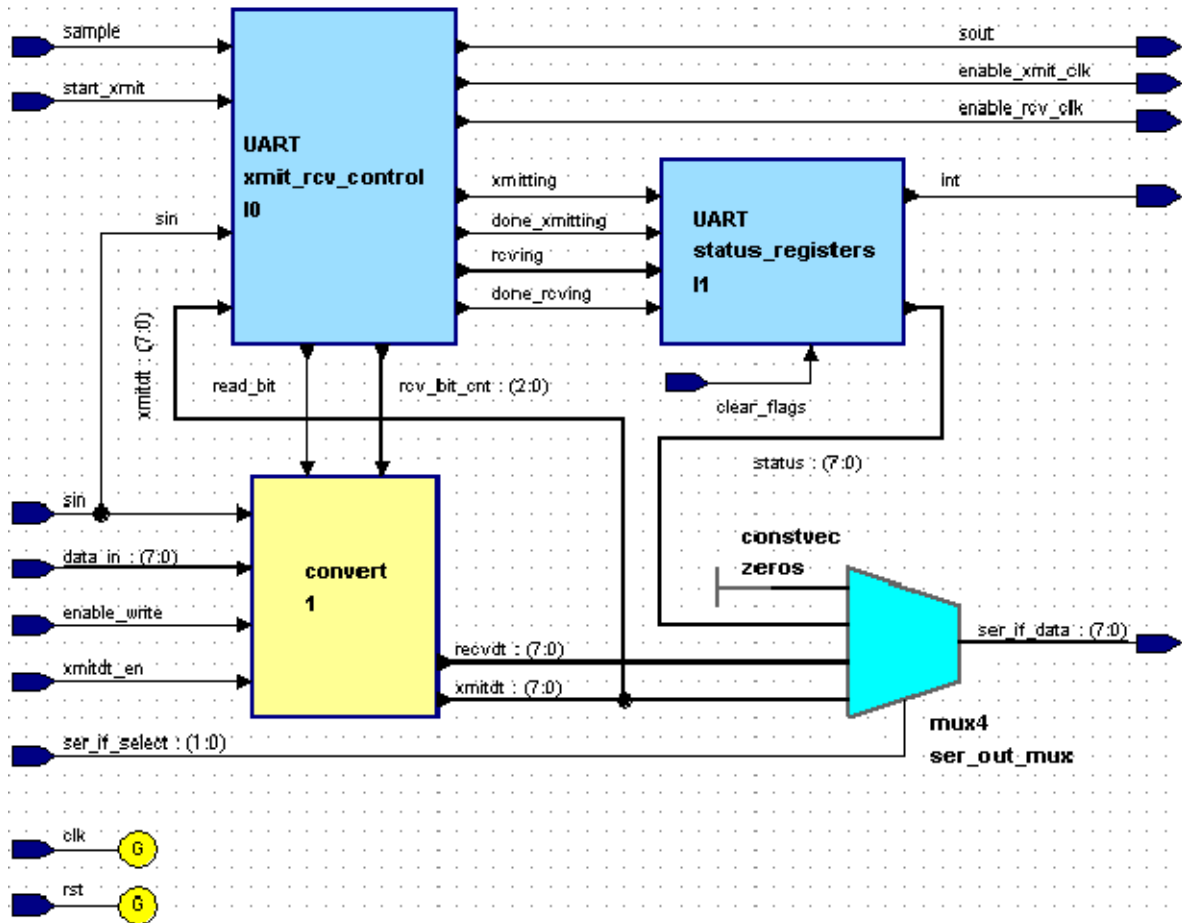 sample
sout
enable_xmit_clk
start_xmit
enable_rcv_clk
UART
xmit_rcv_control
I0
xmitting
int
sin
done_xmitting
UART
status_registers
I1
rcving
done_rcving
xmitdt : (7:0)
read_bit
rcv_bit_cnt : (2:0)
clear_flags
status : (7:0)
sin
constvec
zeros
data_in : (7:0)
convert
1
enable_write
ser_if_data : (7:0)
recvdt : (7:0)
xmitdt_en
xmitdt : (7:0)
mux4
ser_out_mux
ser_if_select : (1:0)
clk
G
rst
G